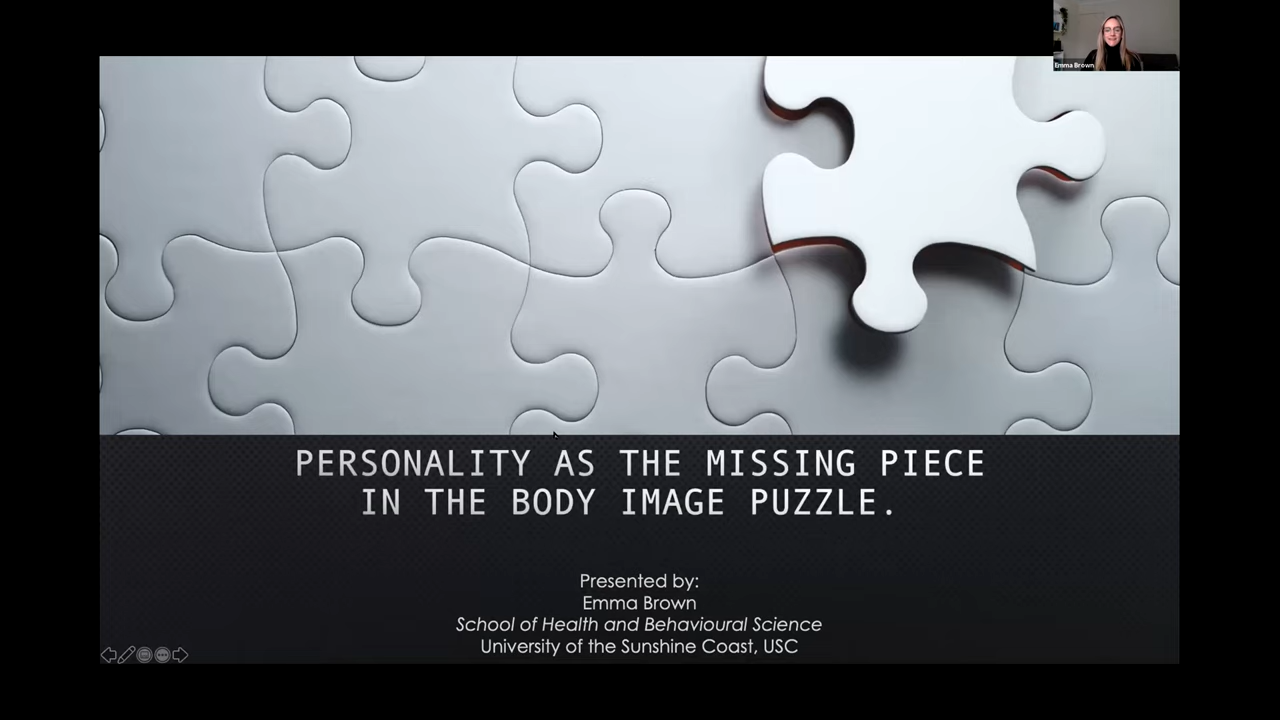 Emma Brown
PERSONALITY AS THE MISSING PIECE
IN THE BODY IMAGE PUZZLE.
Presented by:
Emma Brown
School of Health and Behavioural Science
University of the Sunshine Coast, USC